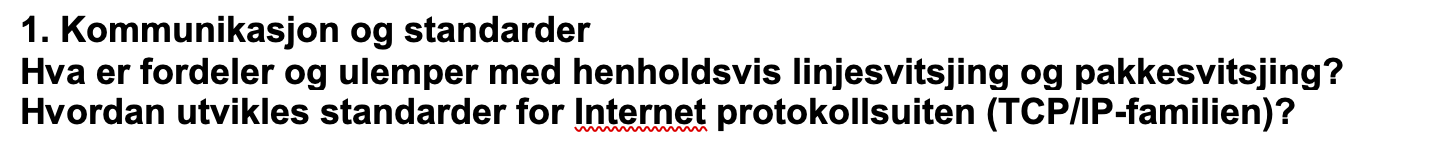 1. Kommunikasjon og standarder
Hva er fordeler og ulemper med henholdsvis linjesvitsjing og pakkesvitsjing?
Hvordan utvikles standarder for Internet protokollsuiten (TCP/IP-familien)?